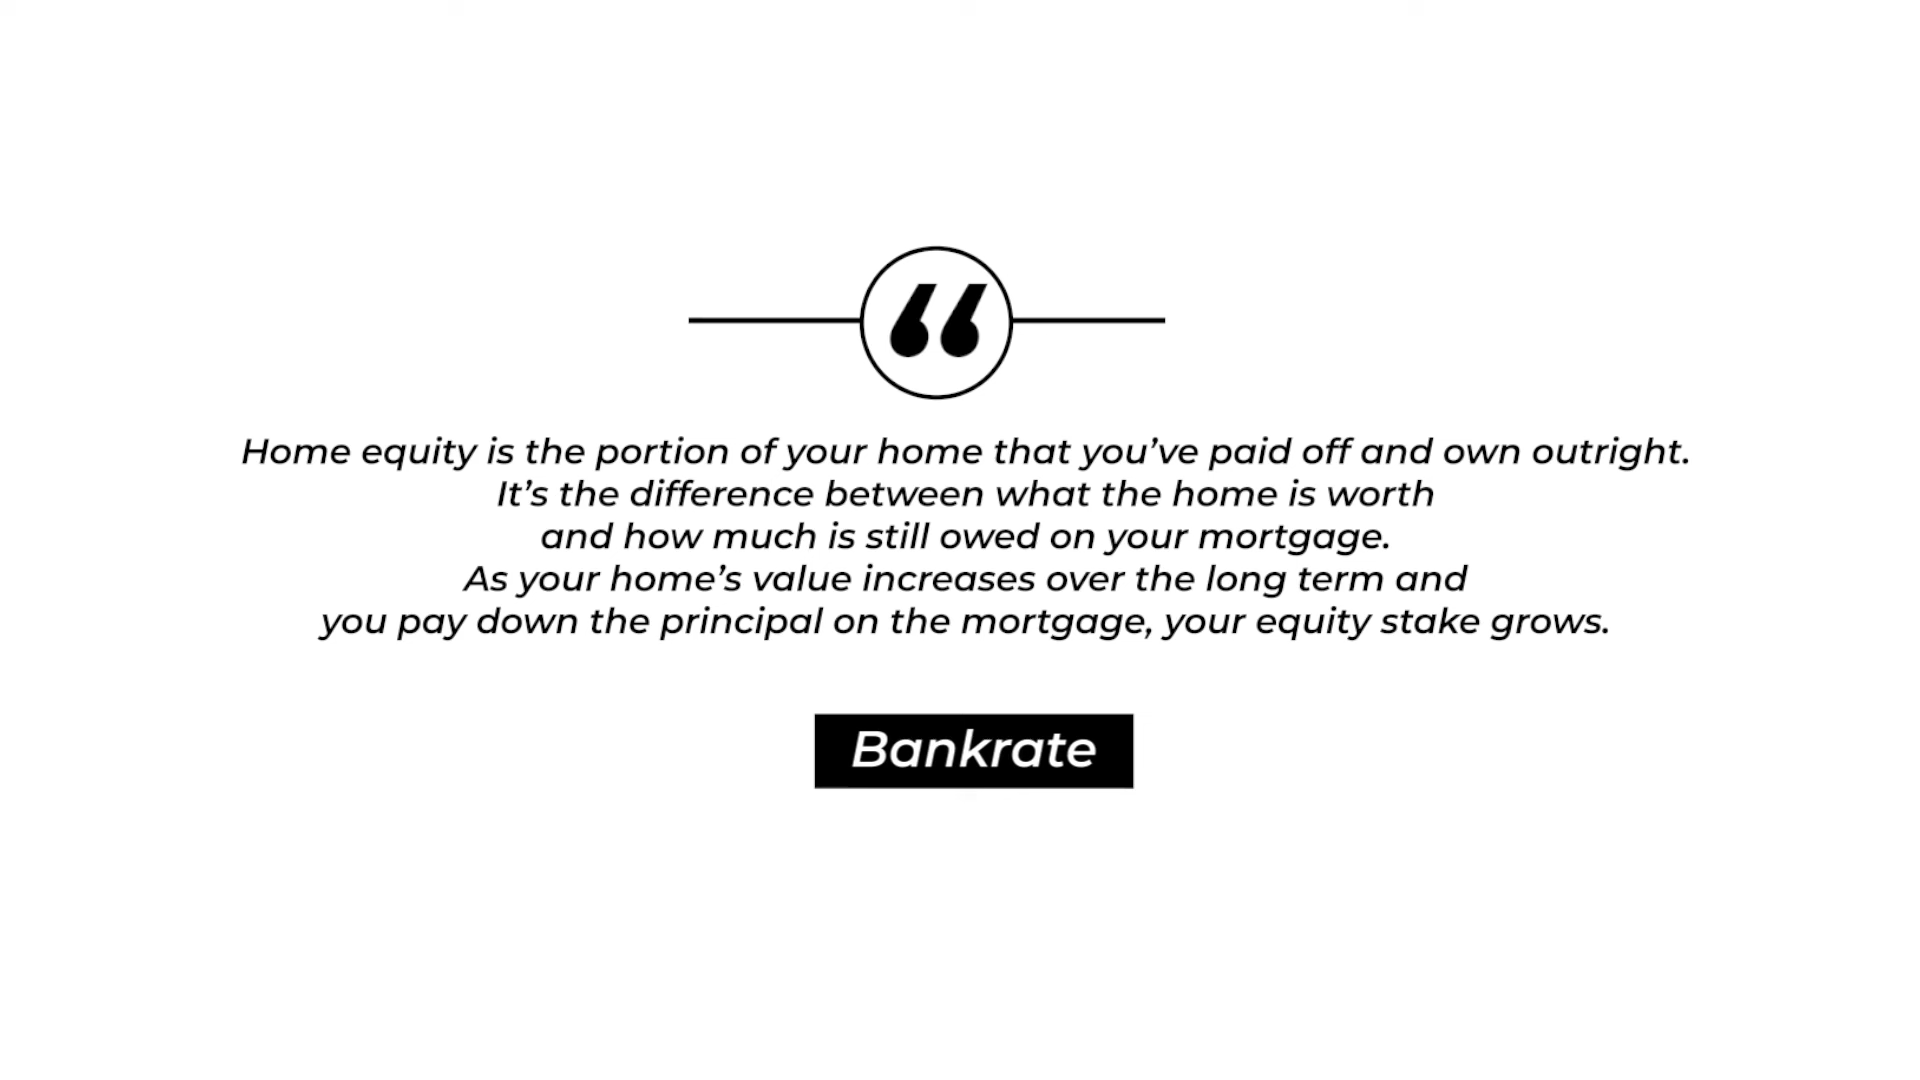 “
Home equity is the portion of your home that you’ve paid off and own outright.
It’s the difference between what the home is worth
and how much is still owed on your mortgage.
As your home’s value increases over the long term and
you pay down the principal on the mortgage, your equity stake grows.
Bankrate